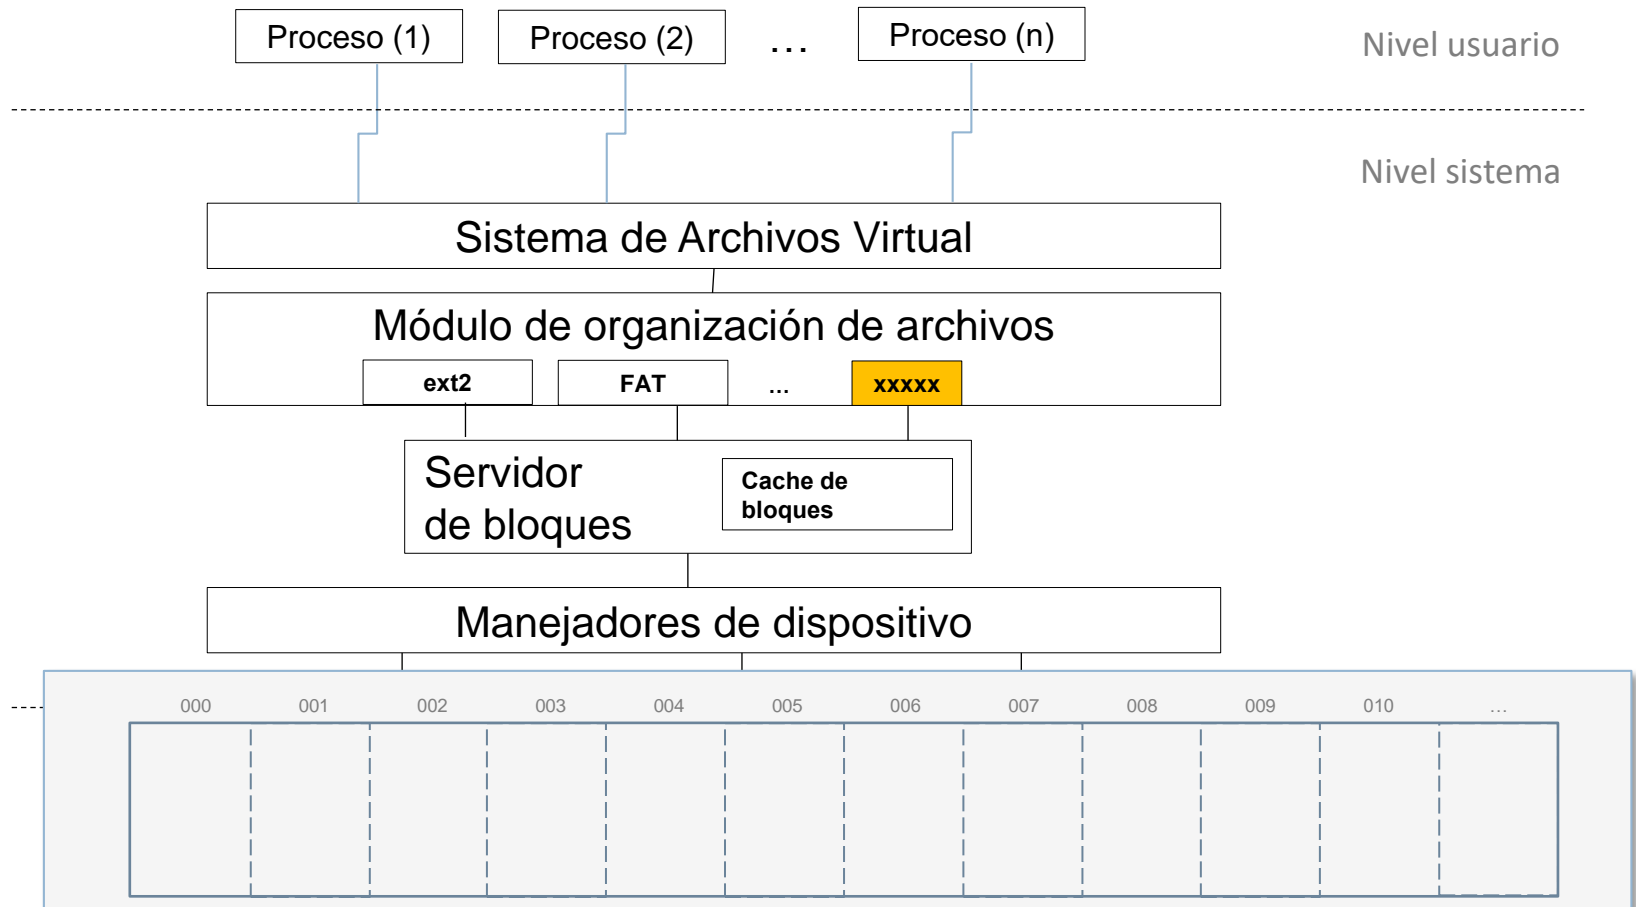 Proceso (1)
Proceso (2)
...
Proceso (n)
Nivel usuario
Nivel sistema
Sistema de Archivos Virtual
Módulo de organización de archivos
ext2
FAT
...
xxxxx
Servidor
de bloques
Cache de
bloques
Manejadores de dispositivo
000 001 002 003 004 005 006 007 008 009 010 ...